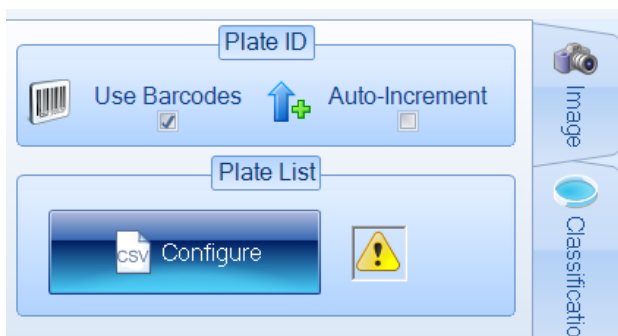 Plate ID
Use Barcodes
Auto-Increment
Plate List
CSV
Configure
Image